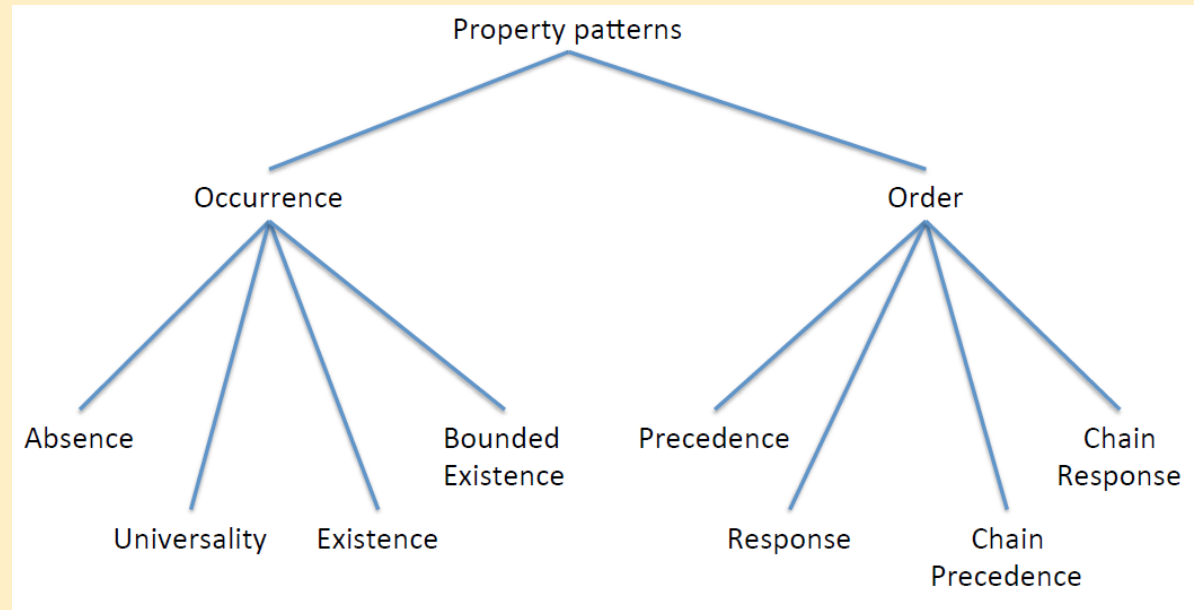 Property patterns
Occurrence
Order
Absence
Bounded
Existence
Precedence
Chain
Response
Universality
Existence
Response
Chain
Precedence